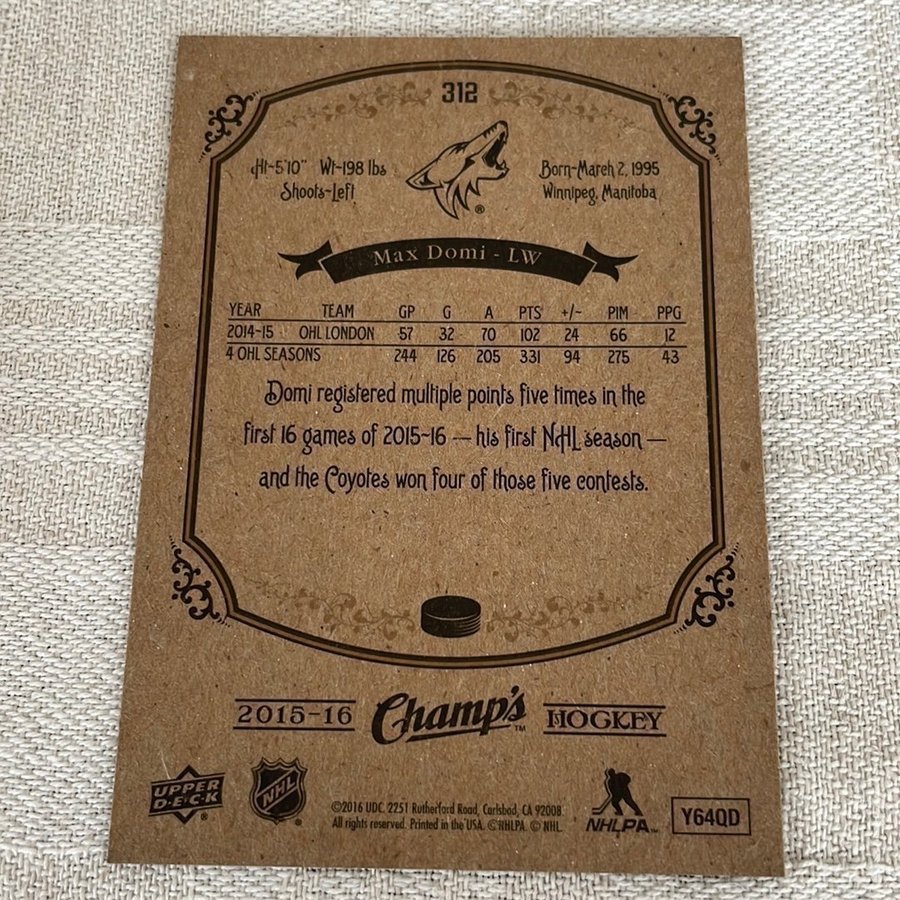 312
Ht-5'10" Wt-198 lbs
Shoots-Left
Born-March 2, 1995
Winnipeg, Manitoba
®
Max Domi - LW
YEAR TEAM GP G A PTS +/- PIM PPG
2014-15 OHL LONDON 57 32 70 102 24 66 12
4 OHL SEASONS 244 126 205 331 94 275 43
Domi registered multiple points five times in the
first 16 games of 2015-16 — his first NHL season —
and the Coyotes won four of those five contests.
2015-16 Champ's™ HOCKEY
UPPER
D·E·C·K®
NHL®
©2016 UDC. 2251 Rutherford Road, Carlsbad, CA 92008
All rights reserved. Printed in the USA. ©NHLPA. © NHL.
NHLPA™
Y64QD